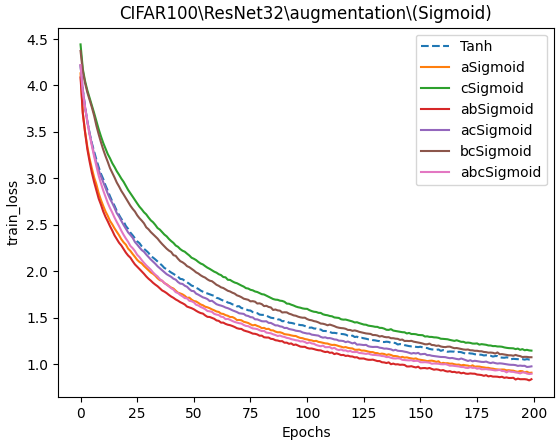 CIFAR100\ResNet32\augmentation\(Sigmoid)
train_loss
4.5
4.0
3.5
3.0
2.5
2.0
1.5
1.0
Tanh
aSigmoid
cSigmoid
abSigmoid
acSigmoid
bcSigmoid
abcSigmoid
0 25 50 75 100 125 150 175 200
Epochs